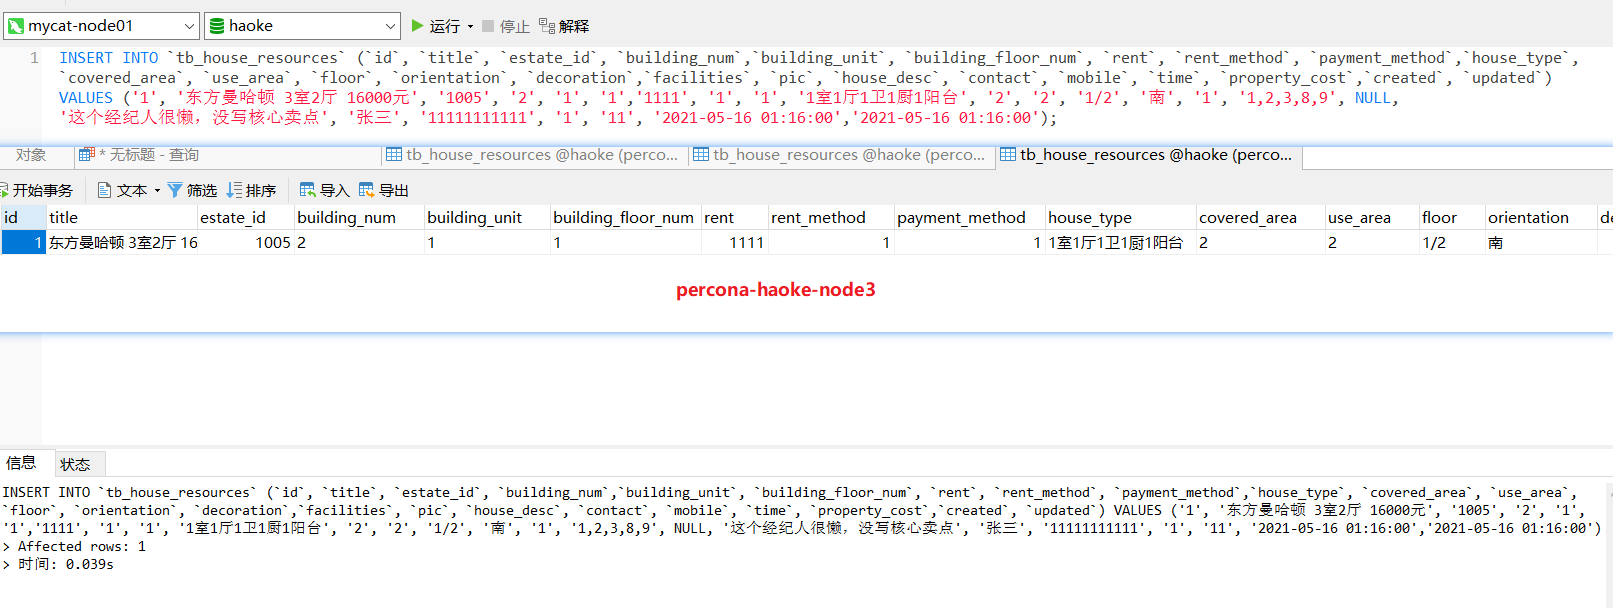 mycat-node01 haoke 运行 停止 解释
1 INSERT INTO `tb_house_resources` (`id`, `title`, `estate_id`, `building_num`,`building_unit`, `building_floor_num`, `rent`, `rent_method`, `payment_method`,`house_type`,
`covered_area`, `use_area`, `floor`, `orientation`, `decoration`,`facilities`, `pic`, `house_desc`, `contact`, `mobile`, `time`, `property_cost`,`created`, `updated`)
VALUES ('1', '东方曼哈顿 3室2厅 16000元', '1005', '2', '1', '1','1111', '1', '1', '1室1厅1卫1厨1阳台', '2', '2', '1/2', '南', '1', '1,2,3,8,9', NULL,
'这个经纪人很懒，没写核心卖点', '张三', '11111111111', '1', '11', '2021-05-16 01:16:00','2021-05-16 01:16:00');
对象 * 无标题 - 查询 tb_house_resources @haoke (perco... tb_house_resources @haoke (perco... tb_house_resources @haoke (perco...
开始事务 文本 筛选 排序 导入 导出
id title estate_id building_num building_unit building_floor_num rent rent_method payment_method house_type covered_area use_area floor orientation de
1 东方曼哈顿 3室2厅 16 1005 2 1 1 1111 1 1 1室1厅1卫1厨1阳台 2 2 1/2 南
percona-haoke-node3
信息 状态
INSERT INTO `tb_house_resources` (`id`, `title`, `estate_id`, `building_num`,`building_unit`, `building_floor_num`, `rent`, `rent_method`, `payment_method`,`house_type`, `covered_area`, `use_area`,
`floor`, `orientation`, `decoration`,`facilities`, `pic`, `house_desc`, `contact`, `mobile`, `time`, `property_cost`,`created`, `updated`) VALUES ('1', '东方曼哈顿 3室2厅 16000元', '1005', '2', '1',
'1','1111', '1', '1', '1室1厅1卫1厨1阳台', '2', '2', '1/2', '南', '1', '1,2,3,8,9', NULL, '这个经纪人很懒，没写核心卖点', '张三', '11111111111', '1', '11', '2021-05-16 01:16:00','2021-05-16 01:16:00')
> Affected rows: 1
> 时间: 0.039s